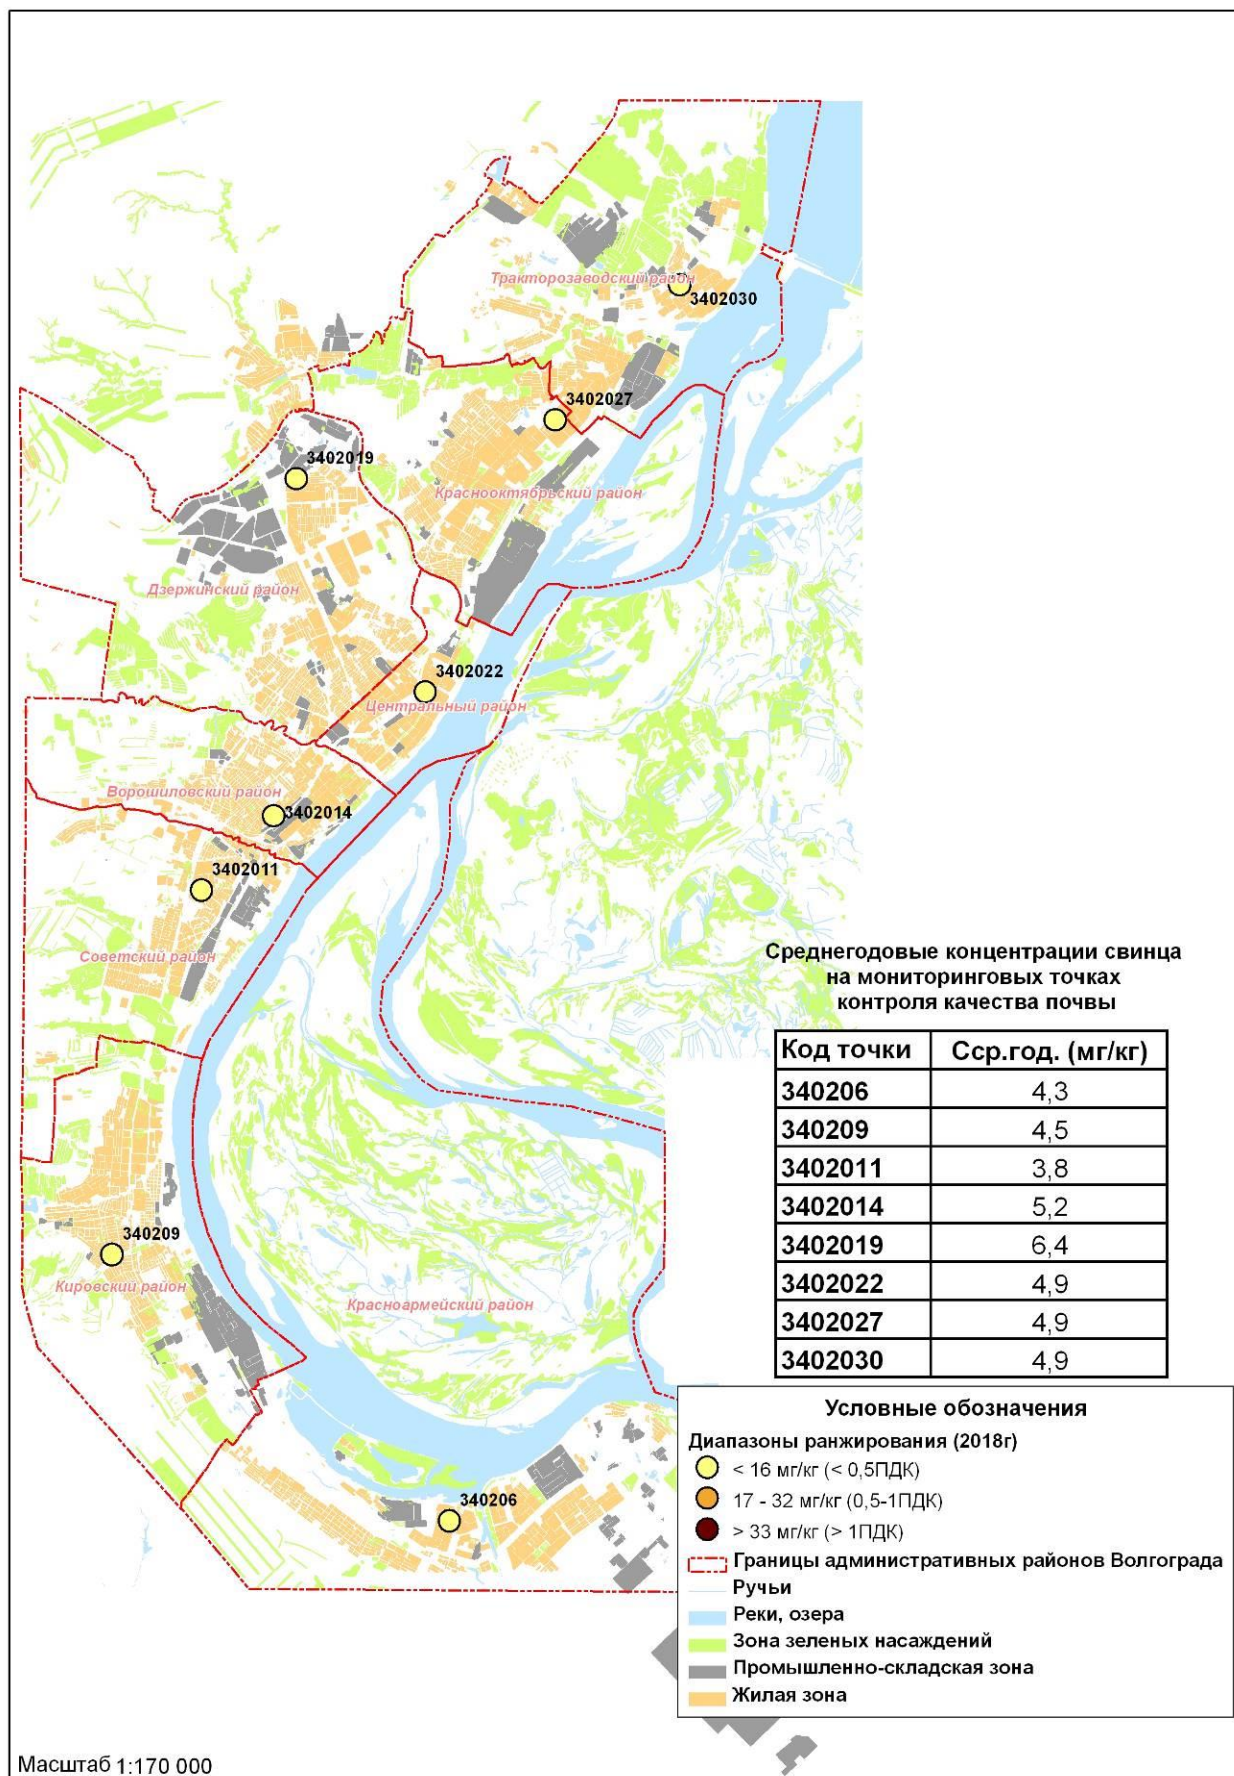 Тракторозаводский район
3402030
3402027
3402019
Краснооктябрьский район
Дзержинский район
3402022
Центральный район
Ворошиловский район
3402014
3402011
Советский район
Среднегодовые концентрации свинца
на мониторинговых точках
контроля качества почвы
Код точки Сср.год. (мг/кг)
340206 4,3
340209 4,5
3402011 3,8
3402014 5,2
3402019 6,4
3402022 4,9
3402027 4,9
3402030 4,9
340209
Кировский район
Красноармейский район
340206
Условные обозначения
Диапазоны ранжирования (2018г)
< 16 мг/кг (< 0,5ПДК)
17 - 32 мг/кг (0,5-1ПДК)
> 33 мг/кг (> 1ПДК)
Границы административных районов Волгограда
Ручьи
Реки, озера
Зона зеленых насаждений
Промышленно-складская зона
Жилая зона
Масштаб 1:170 000